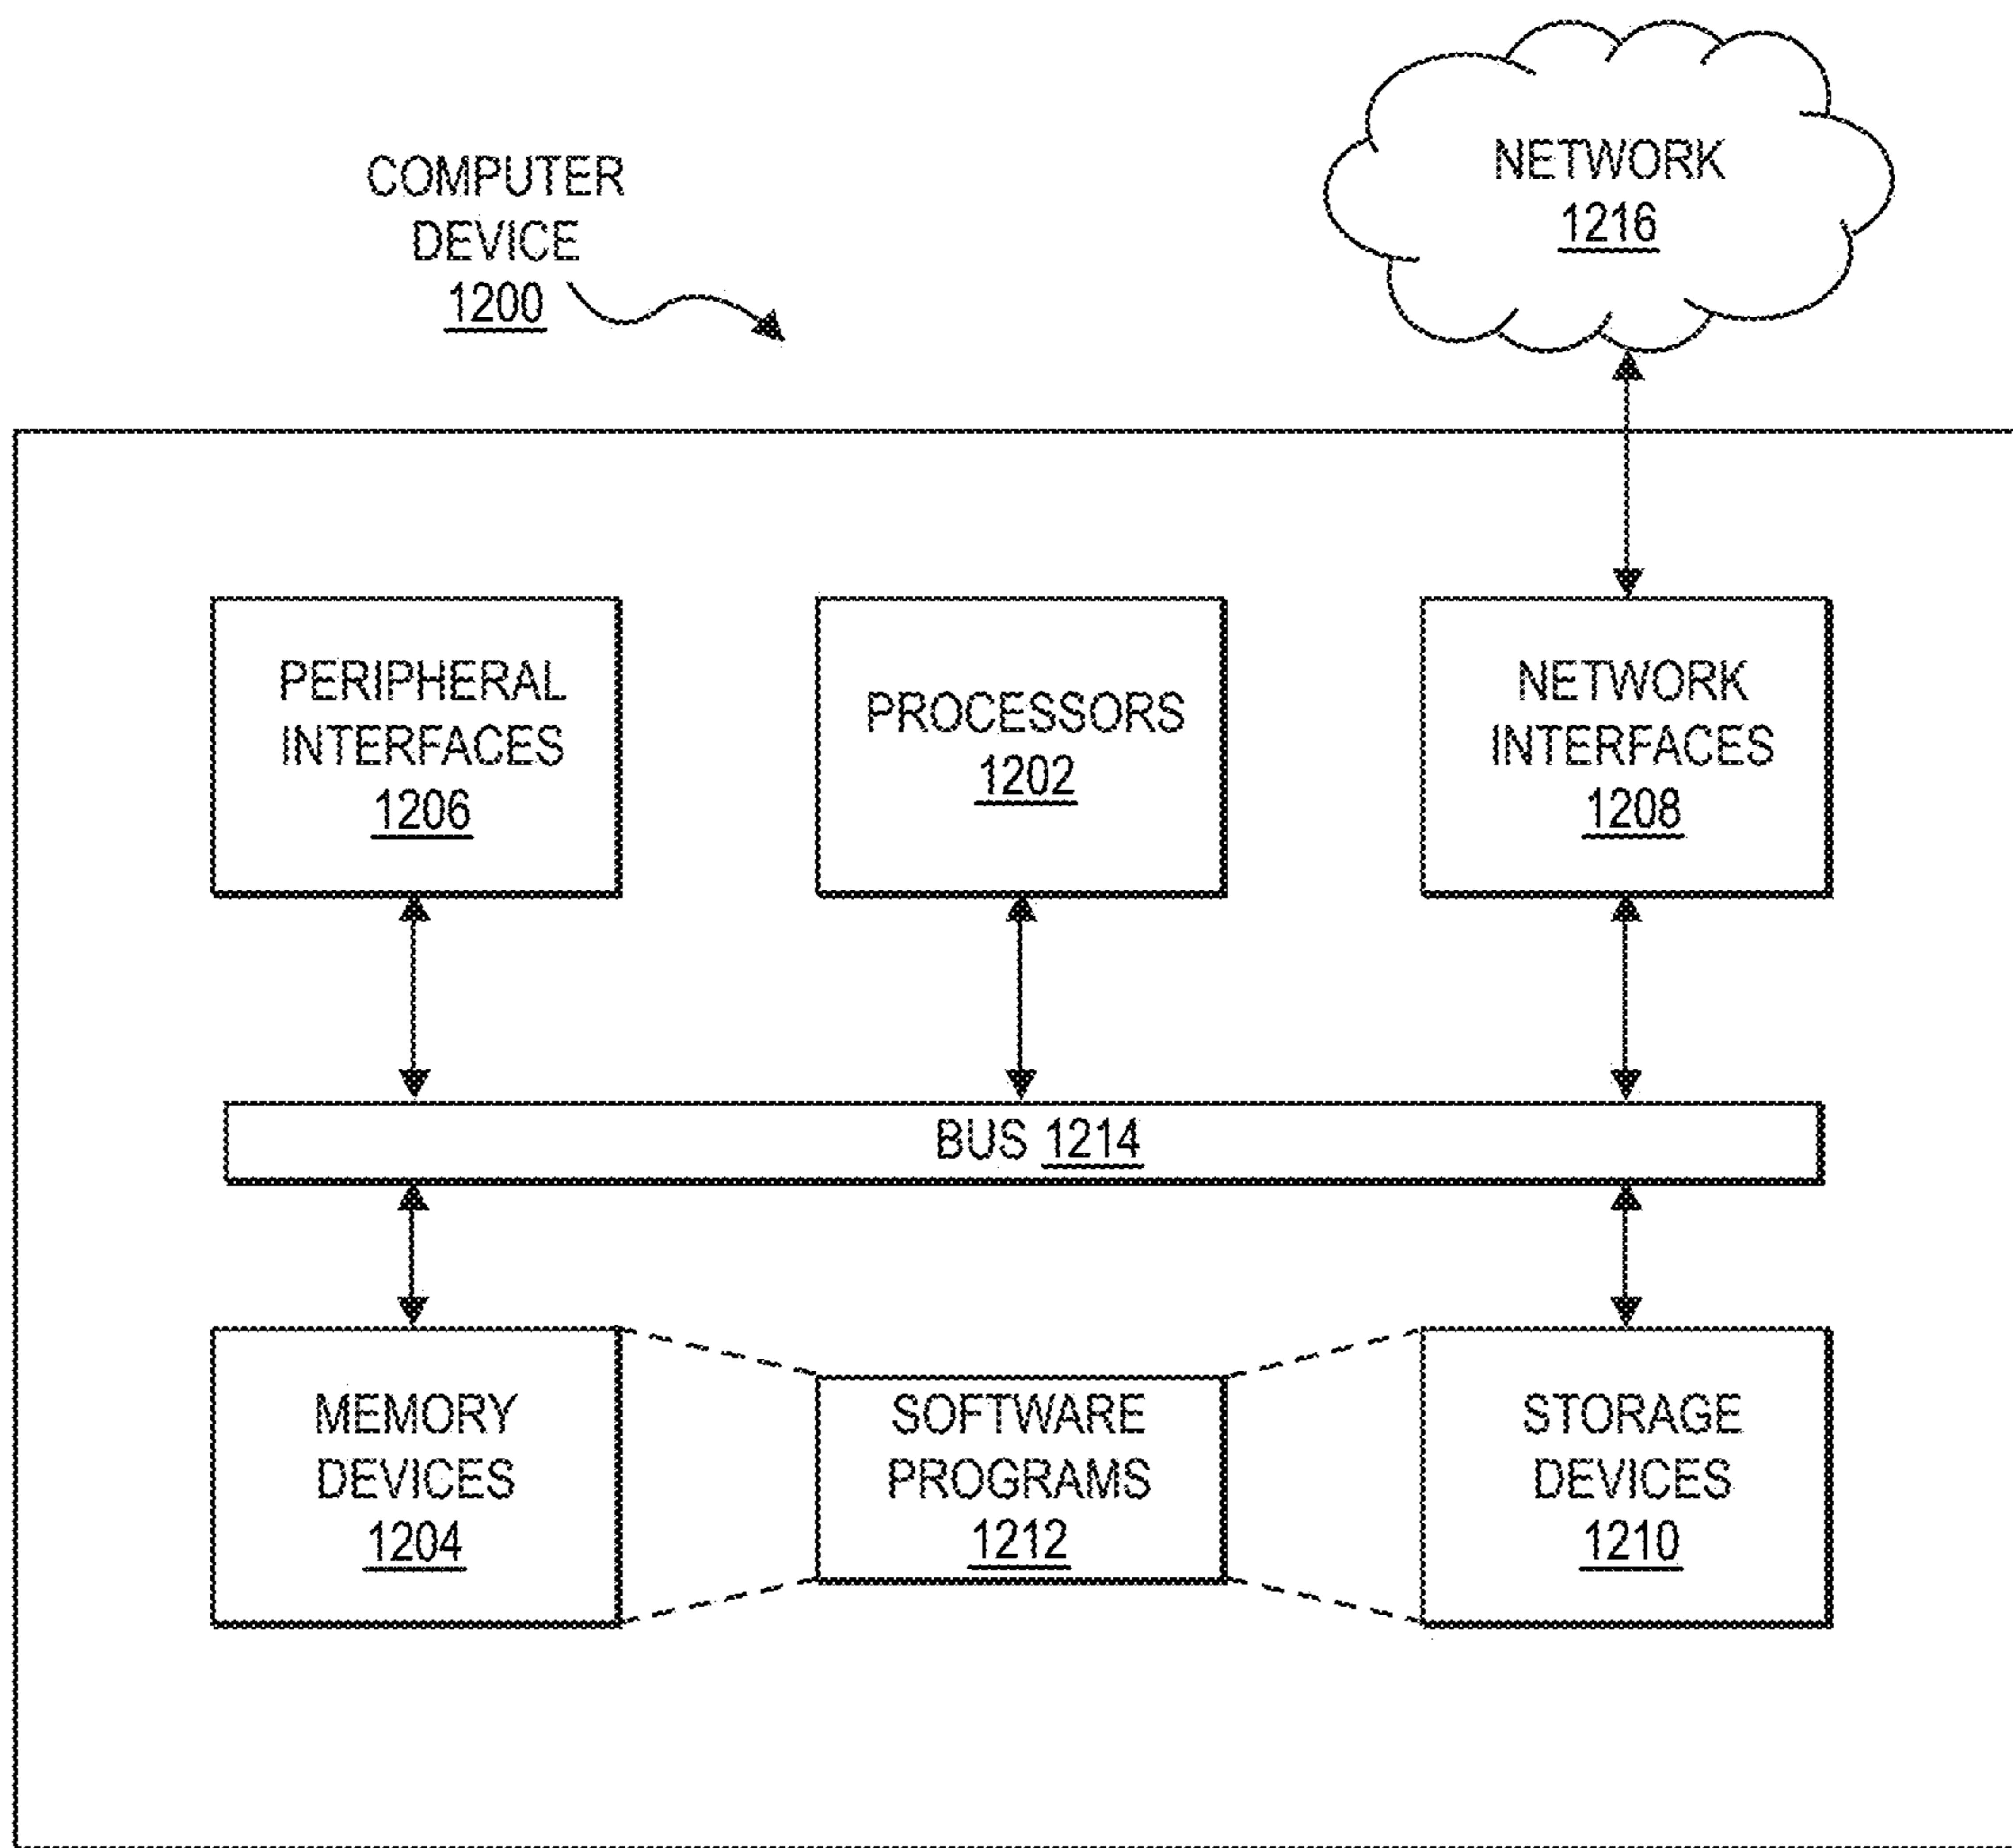 COMPUTER
DEVICE
1200
NETWORK
1216
PERIPHERAL
INTERFACES
1206
PROCESSORS
1202
NETWORK
INTERFACES
1208
BUS 1214
MEMORY
DEVICES
1204
SOFTWARE
PROGRAMS
1212
STORAGE
DEVICES
1210